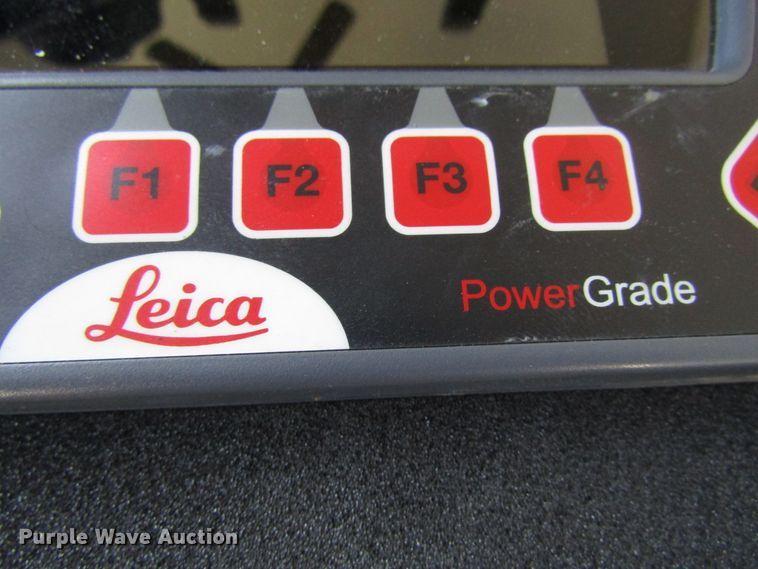 F1 F2 F3 F4
Leica
PowerGrade
Purple Wave Auction